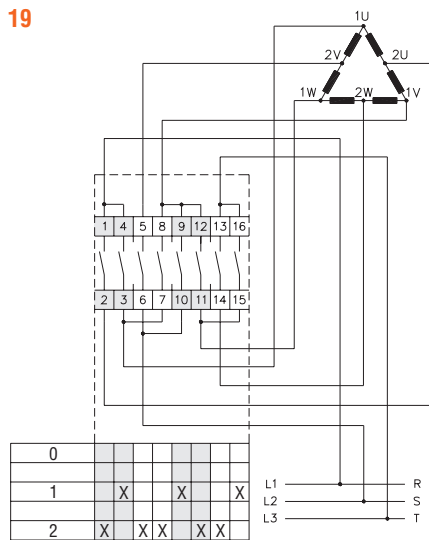 19
1U
2V 2U
1W 2W 1V
1 4 5 8 9 12 13 16
2 3 6 7 10 11 14 15
0
1 X X X
2 X X X X X
L1 R
L2 S
L3 T